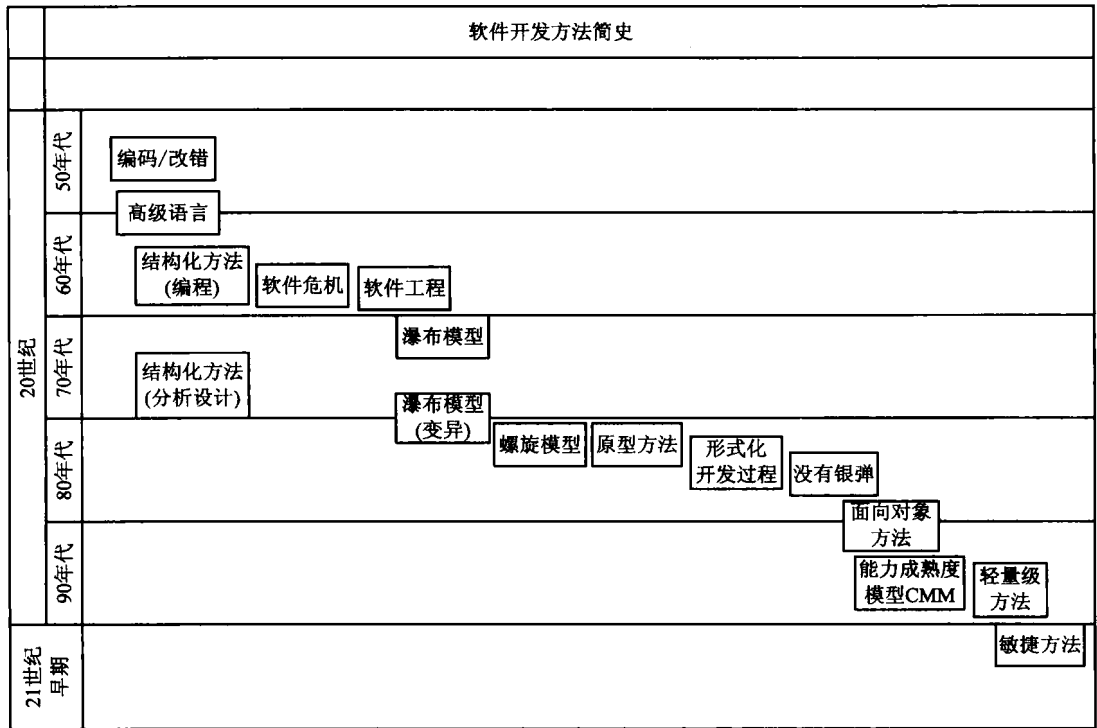 软件开发方法简史
20世纪
50年代
编码/改错
高级语言
60年代
结构化方法
(编程)
软件危机
软件工程
70年代
瀑布模型
结构化方法
(分析设计)
瀑布模型
(变异)
80年代
螺旋模型
原型方法
形式化
开发过程
没有银弹
面向对象
方法
90年代
能力成熟度
模型CMM
轻量级
方法
21世纪
早期
敏捷方法